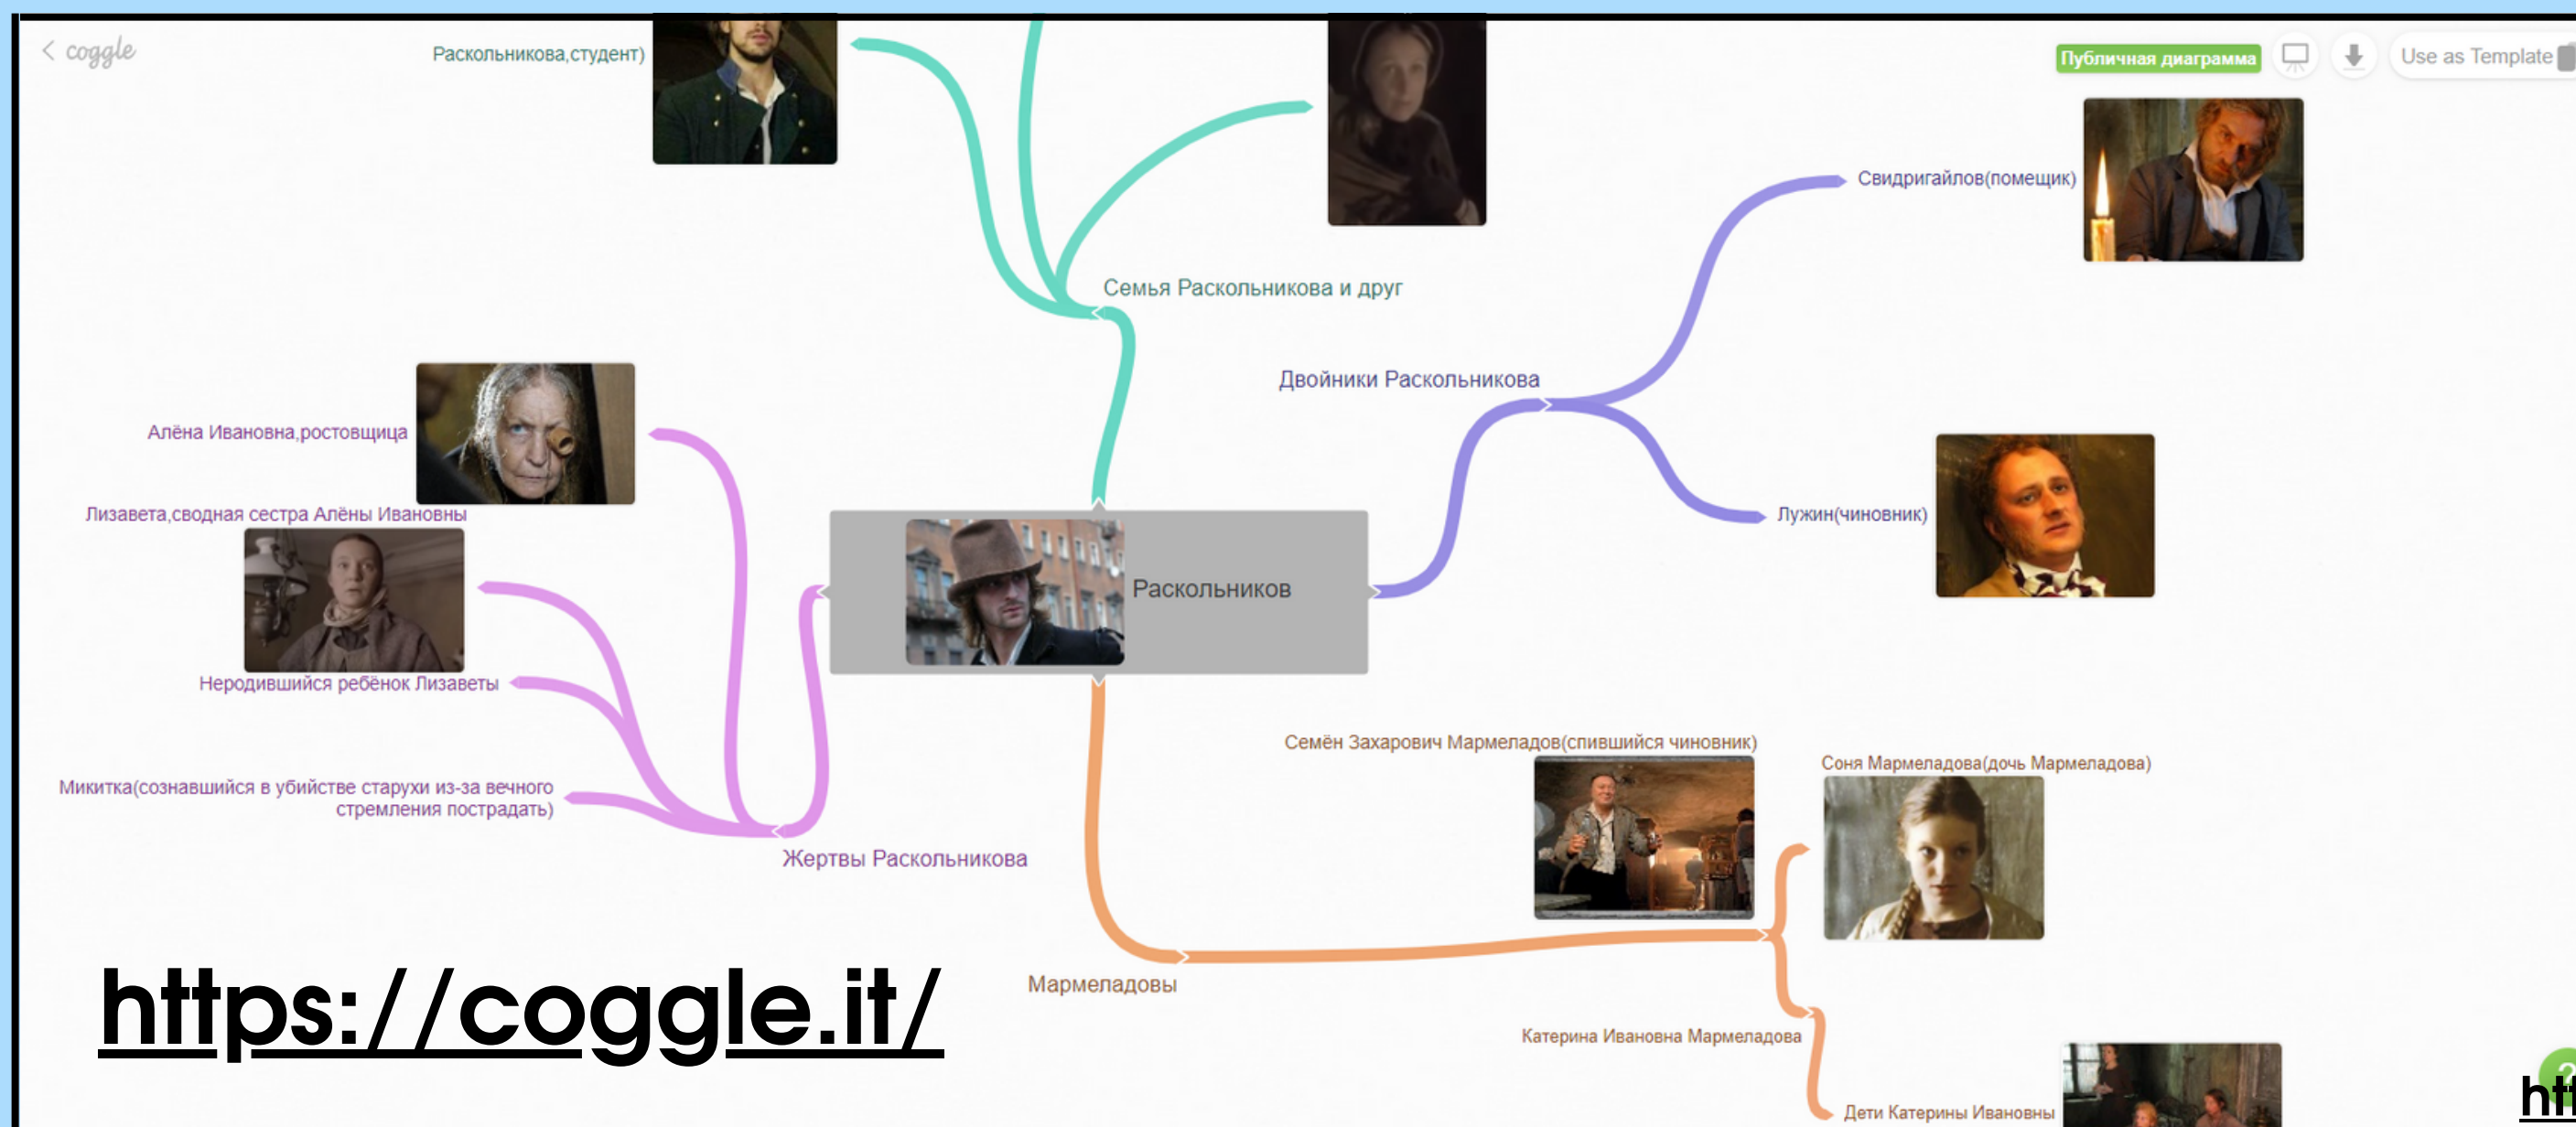 coggle
Раскольникова,студент)
Публичная диаграмма
Use as Template
Свидригайлов(помещик)
Семья Раскольникова и друг
Двойники Раскольникова
Алёна Ивановна,ростовщица
Лизавета,сводная сестра Алёны Ивановны
Лужин(чиновник)
Раскольников
Неродившийся ребёнок Лизаветы
Семён Захарович Мармеладов(спившийся чиновник)
Соня Мармеладова(дочь Мармеладова)
Микитка(сознавшийся в убийстве старухи из-за вечного
стремления пострадать)
Жертвы Раскольникова
https://coggle.it/
Мармеладовы
Катерина Ивановна Мармеладова
Дети Катерины Ивановны